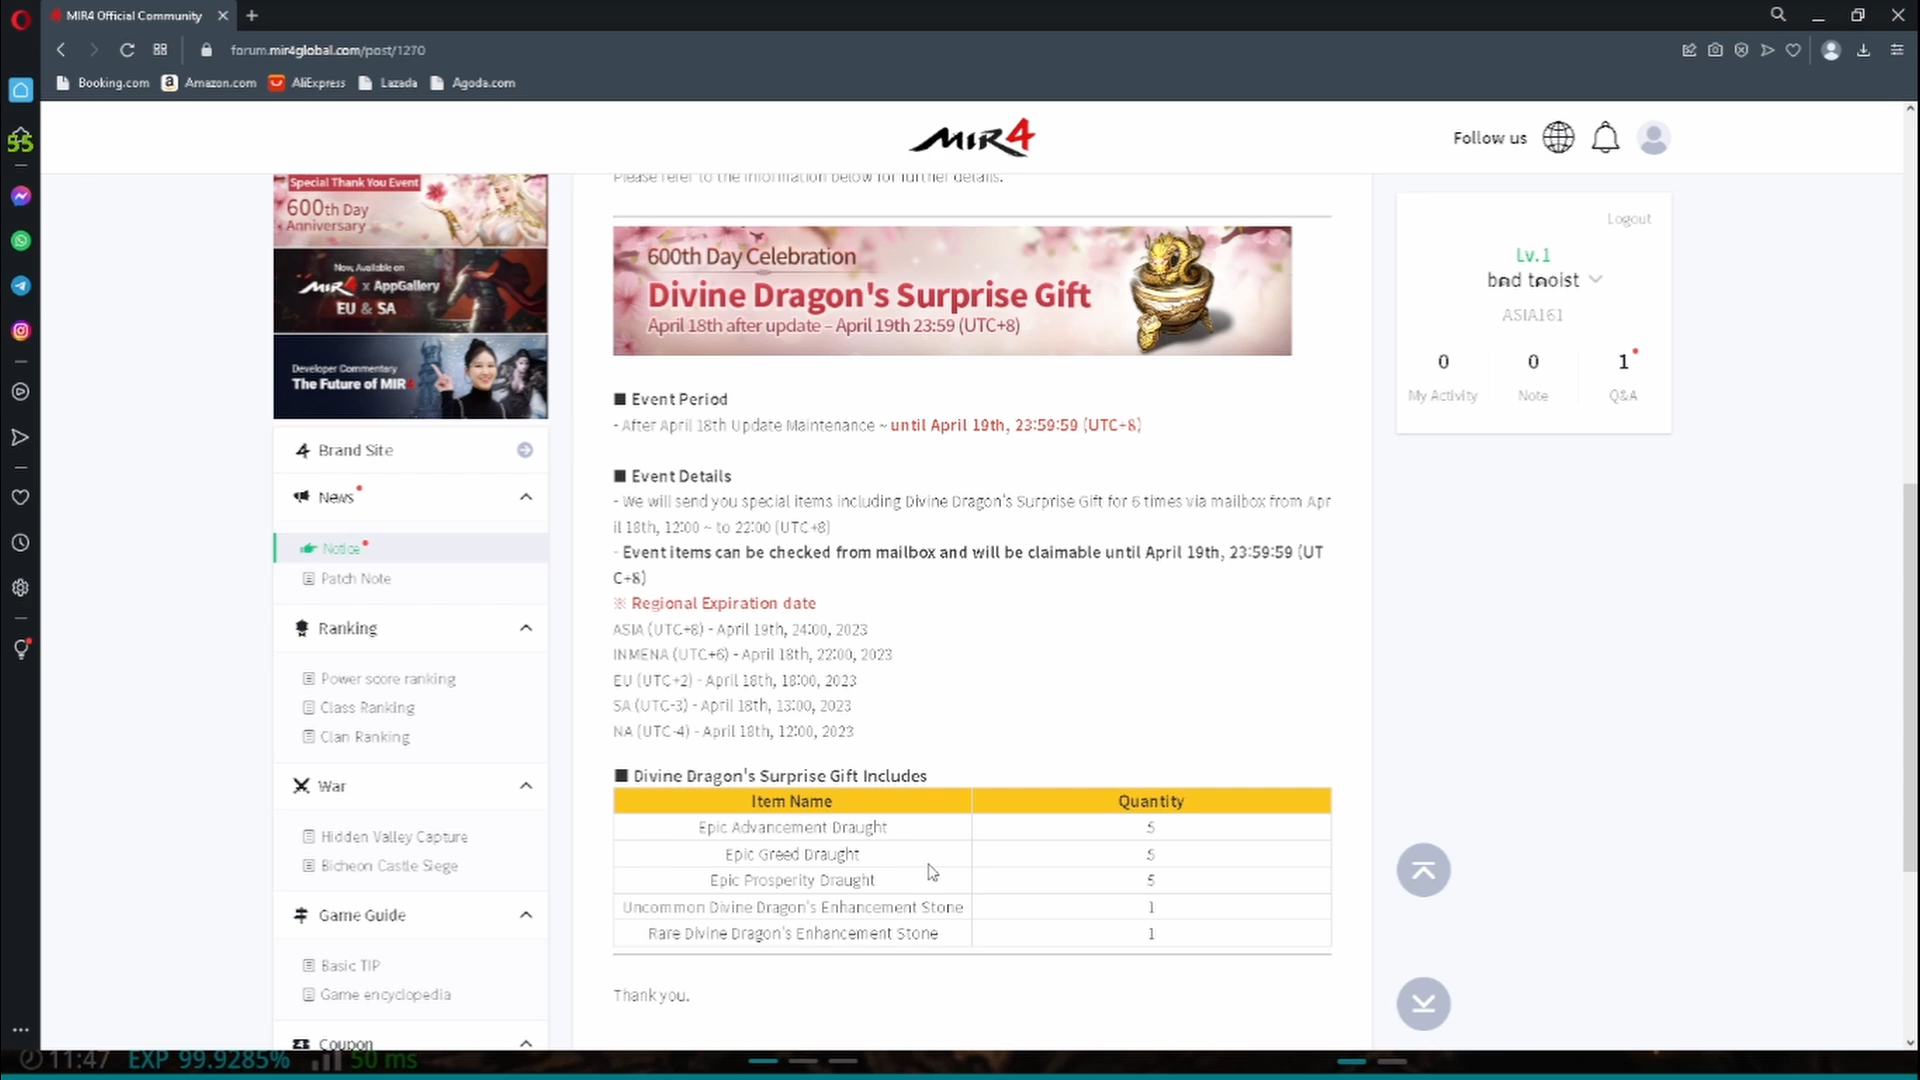 MIR4 Official Community
forum.mir4global.com/post/1270
Booking.com
Amazon.com
AliExpress
Lazada
Agoda.com
MIR4
Follow us
Special Thank You Event
600th Day
Anniversary
Now, Available on
MIR4 x AppGallery
EU & SA
Developer Commentary
The Future of MIR4
Brand Site
News
Notice
Patch Note
Ranking
Power score ranking
Class Ranking
Clan Ranking
War
Hidden Valley Capture
Bicheon Castle Siege
Game Guide
Basic TIP
Game encyclopedia
Coupon
Please refer to the information below for further details.
600th Day Celebration
Divine Dragon's Surprise Gift
April 18th after update – April 19th 23:59 (UTC+8)
■ Event Period
- After April 18th Update Maintenance ~ until April 19th, 23:59:59 (UTC+8)
■ Event Details
- We will send you special items including Divine Dragon's Surprise Gift for 6 times via mailbox from Apr
il 18th, 12:00 ~ to 22:00 (UTC+8)
- Event items can be checked from mailbox and will be claimable until April 19th, 23:59:59 (UT
C+8)
※ Regional Expiration date
ASIA (UTC+8) - April 19th, 24:00, 2023
INMENA (UTC+6) - April 18th, 22:00, 2023
EU (UTC+2) - April 18th, 18:00, 2023
SA (UTC-3) - April 18th, 13:00, 2023
NA (UTC-4) - April 18th, 12:00, 2023
■ Divine Dragon's Surprise Gift Includes
Item Name Quantity
Epic Advancement Draught 5
Epic Greed Draught 5
Epic Prosperity Draught 5
Uncommon Divine Dragon's Enhancement Stone 1
Rare Divine Dragon's Enhancement Stone 1
Thank you.
Logout
Lv.1
ASIA161
0 0 1
My Activity Note Q&A
11:47 EXP 99.9285% 50 ms